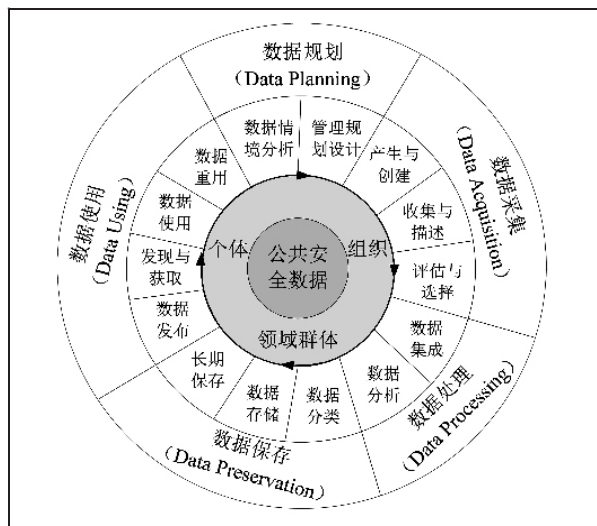 数据规划
(Data Planning)
数据采集
(Data Acquisition)
数据处理
(Data Processing)
数据保存
(Data Preservation)
数据使用
(Data Using)
数据情
境分析
管理规
划设计
产生与
创建
收集与
描述
评估与
选择
数据
集成
数据
分析
数据
分类
数据
存储
长期
保存
数据
发布
发现与
获取
数据
使用
数据
重用
个体
组织
领域群体
公共安
全数据